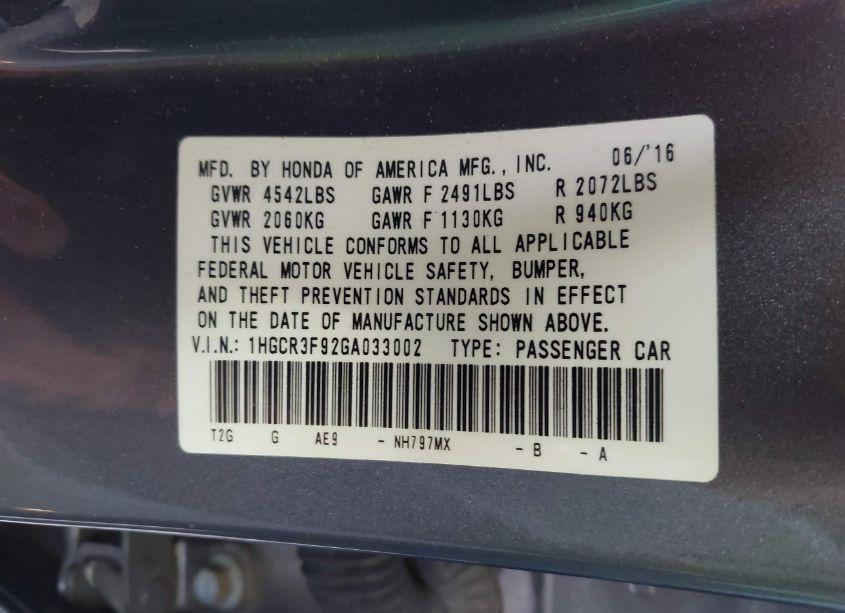 MFD. BY HONDA OF AMERICA MFG., INC. 06/'16
GVWR 4542LBS GAWR F 2491LBS R 2072LBS
GVWR 2060KG GAWR F 1130KG R 940KG
THIS VEHICLE CONFORMS TO ALL APPLICABLE
FEDERAL MOTOR VEHICLE SAFETY, BUMPER,
AND THEFT PREVENTION STANDARDS IN EFFECT
ON THE DATE OF MANUFACTURE SHOWN ABOVE.
V.I.N.: 1HGCR3F92GA033002 TYPE: PASSENGER CAR
T2G G AE9 - NH797MX - B - A